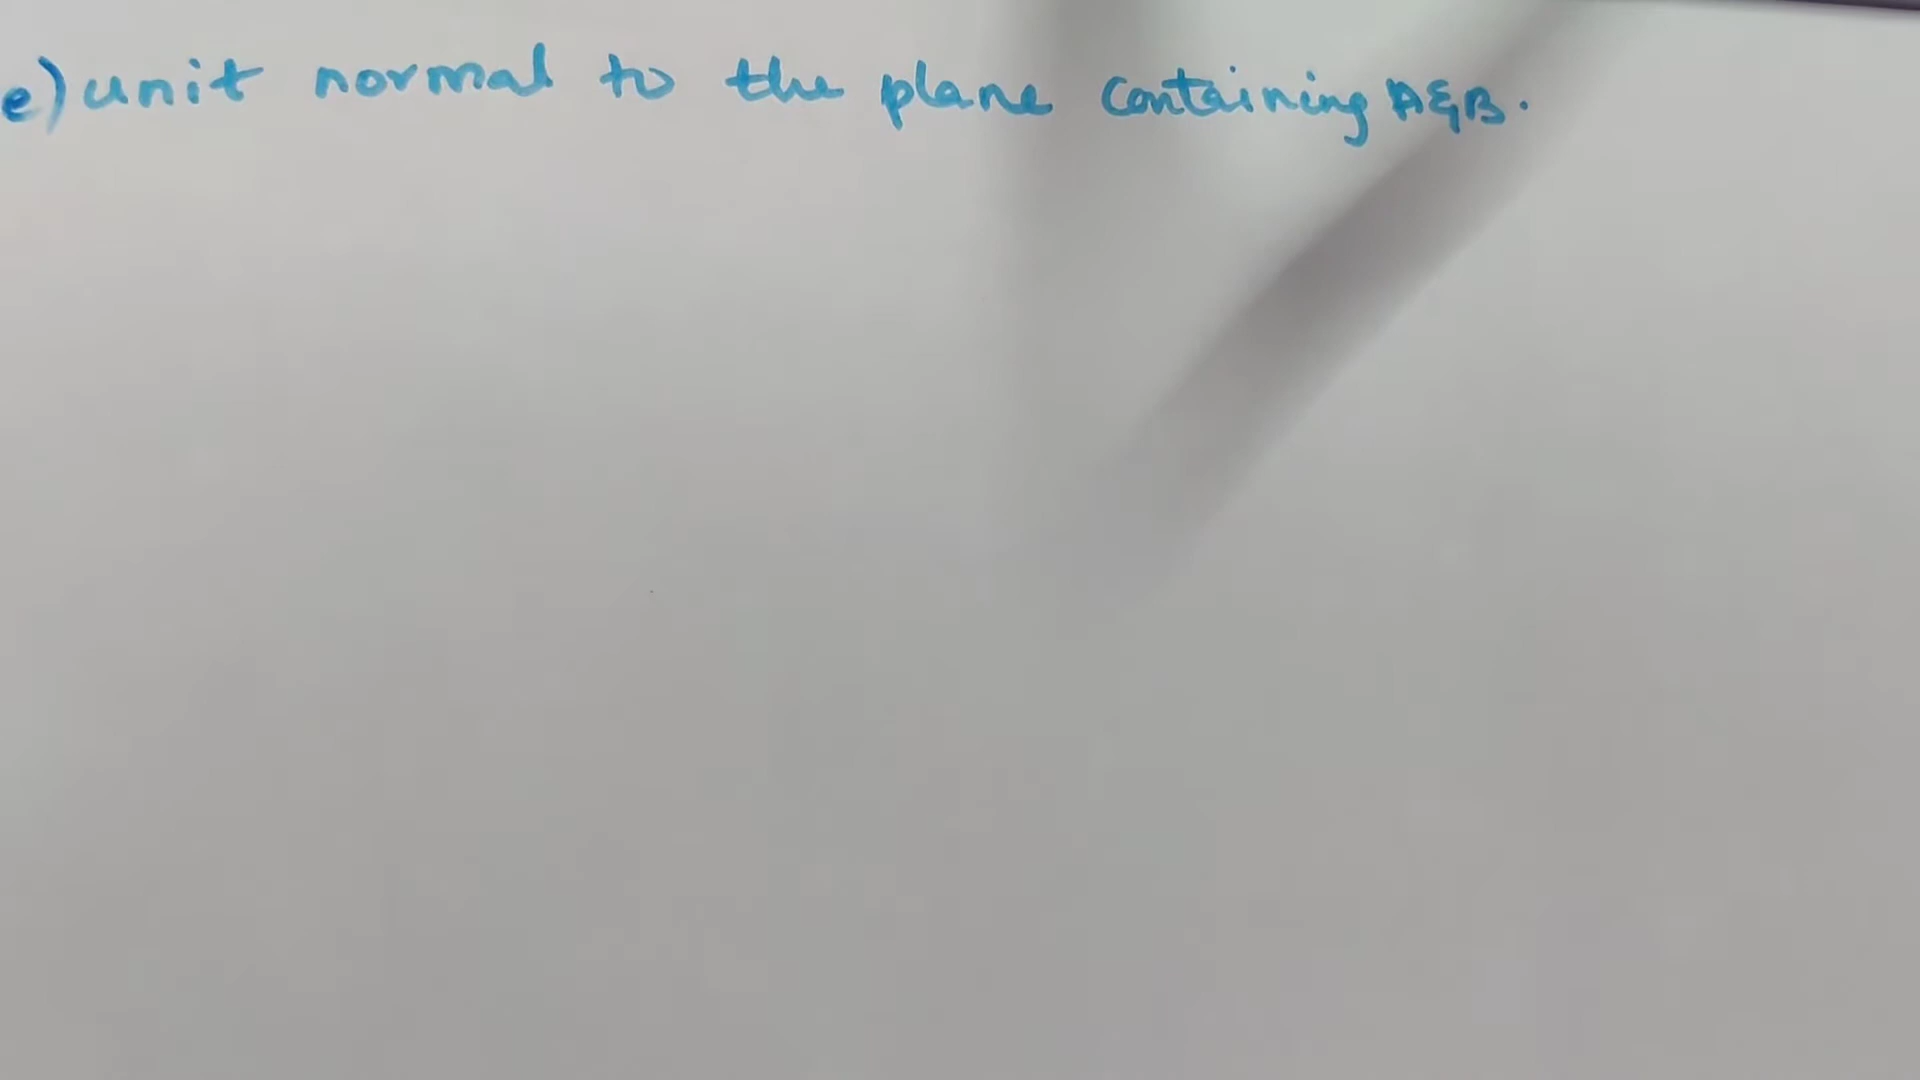 e) unit normal to the plane containing A & B.